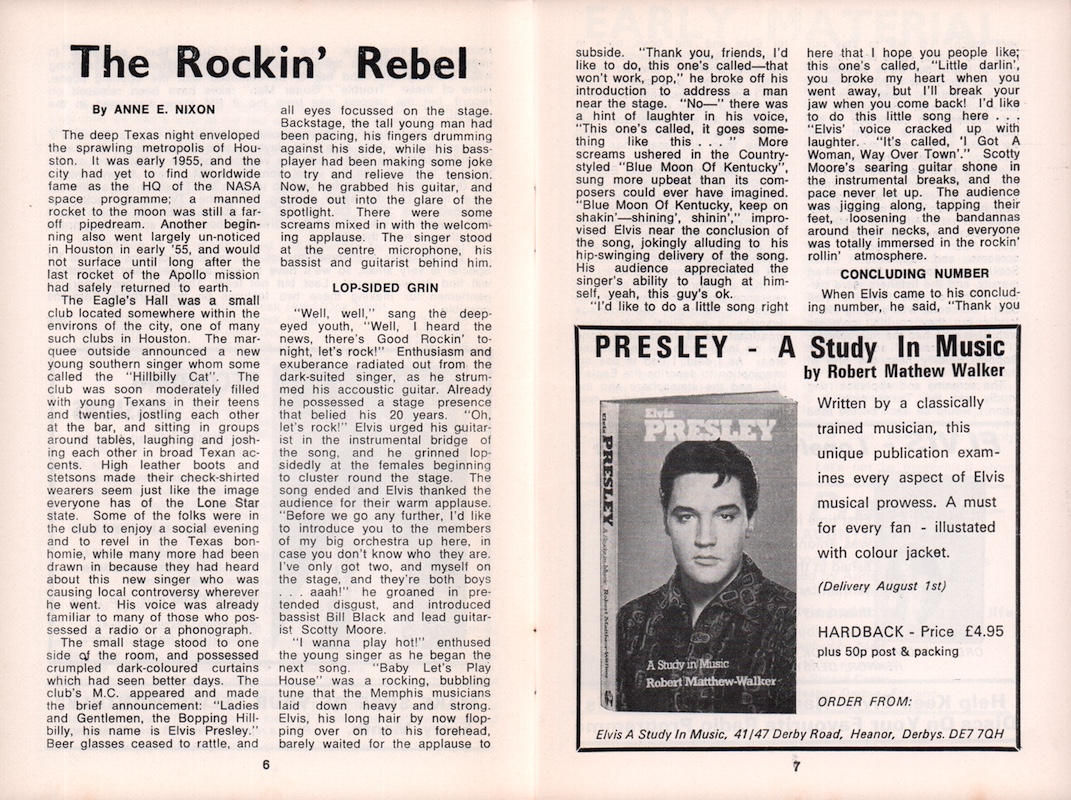 The Rockin' Rebel
By ANNE E. NIXON
The deep Texas night enveloped
the sprawling metropolis of Hou-
ston. It was early 1955, and the
city had yet to find worldwide
fame as the HQ of the NASA
space programme; a manned
rocket to the moon was still a far-
off pipedream. Another begin-
ning also went largely un-noticed
in Houston in early '55, and would
not surface until long after the
last rocket of the Apollo mission
had safely returned to earth.
The Eagle's Hall was a small
club located somewhere within the
environs of the city, one of many
such clubs in Houston. The mar-
quee outside announced a new
young southern singer whom some
called the "Hillbilly Cat". The
club was soon moderately filled
with young Texans in their teens
and twenties, jostling each other
at the bar, and sitting in groups
around tables, laughing and josh-
ing each other in broad Texan ac-
cents. High leather boots and
stetsons made their check-shirted
wearers seem just like the image
everyone has of the Lone Star
state. Some of the folks were in
the club to enjoy a social evening
and to revel in the Texas bon-
homie, while many more had been
drawn in because they had heard
about this new singer who was
causing local controversy wherever
he went. His voice was already
familiar to many of those who pos-
sessed a radio or a phonograph.
The small stage stood to one
side of the room, and possessed
crumpled dark-coloured curtains
which had seen better days. The
club's M.C. appeared and made
the brief announcement: "Ladies
and Gentlemen, the Bopping Hill-
billy, his name is Elvis Presley."
Beer glasses ceased to rattle, and
all eyes focussed on the stage.
Backstage, the tall young man had
been pacing, his fingers drumming
against his side, while his bass-
player had been making some joke
to try and relieve the tension.
Now, he grabbed his guitar, and
strode out into the glare of the
spotlight. There were some
screams mixed in with the welcom-
ing applause. The singer stood
at the centre microphone, his
bassist and guitarist behind him.
LOP-SIDED GRIN
"Well, well," sang the deep-
eyed youth, "Well, I heard the
news, there's Good Rockin' to-
night, let's rock!" Enthusiasm and
exuberance radiated out from the
dark-suited singer, as he strum-
med his accoustic guitar. Already
he possessed a stage presence
that belied his 20 years. "Oh,
let's rock!" Elvis urged his guitar-
ist in the instrumental bridge of
the song, and he grinned lop-
sidedly at the females beginning
to cluster round the stage. The
song ended and Elvis thanked the
audience for their warm applause.
"Before we go any further, I'd like
to introduce you to the members
of my big orchestra up here, in
case you don't know who they are.
I've only got two, and myself on
the stage, and they're both boys
. . . aaah!" he groaned in pre-
tended disgust, and introduced
bassist Bill Black and lead guitar-
ist Scotty Moore.
"I wanna play hot!" enthused
the young singer as he began the
next song. "Baby Let's Play
House" was a rocking, bubbling
tune that the Memphis musicians
laid down heavy and strong.
Elvis, his long hair by now flop-
ping over on to his forehead,
barely waited for the applause to
6
subside. "Thank you, friends, I'd
like to do, this one's called—that
won't work, pop," he broke off his
introduction to address a man
near the stage. "No—" there was
a hint of laughter in his voice,
"This one's called, it goes some-
thing like this . . ." More
screams ushered in the Country-
styled "Blue Moon Of Kentucky",
sung more upbeat than its com-
posers could ever have imagined.
"Blue Moon Of Kentucky, keep on
shakin'—shining', shinin'," impro-
vised Elvis near the conclusion of
the song, jokingly alluding to his
hip-swinging delivery of the song.
His audience appreciated the
singer's ability to laugh at him-
self, yeah, this guy's ok.
"I'd like to do a little song right
here that I hope you people like;
this one's called, "Little darlin',
you broke my heart when you
went away, but I'll break your
jaw when you come back! I'd like
to do this little song here . . .
"Elvis' voice cracked up with
laughter. "It's called, 'I Got A
Woman, Way Over Town'." Scotty
Moore's searing guitar shone in
the instrumental breaks, and the
pace never let up. The audience
was jigging along, tapping their
feet, loosening the bandannas
around their necks, and everyone
was totally immersed in the rockin'
rollin' atmosphere.
CONCLUDING NUMBER
When Elvis came to his conclud-
ing number, he said, "Thank you
PRESLEY - A Study In Music
by Robert Mathew Walker
Elvis
PRESLEY
Elvis PRESLEY A Study in Music Robert Matthew-Walker
A Study in Music
Robert Matthew-Walker
Written by a classically
trained musician, this
unique publication exam-
ines every aspect of Elvis
musical prowess. A must
for every fan - illustated
with colour jacket.
(Delivery August 1st)
HARDBACK - Price £4.95
plus 50p post & packing
ORDER FROM:
Elvis A Study In Music, 41/47 Derby Road, Heanor, Derbys. DE7 7QH
7